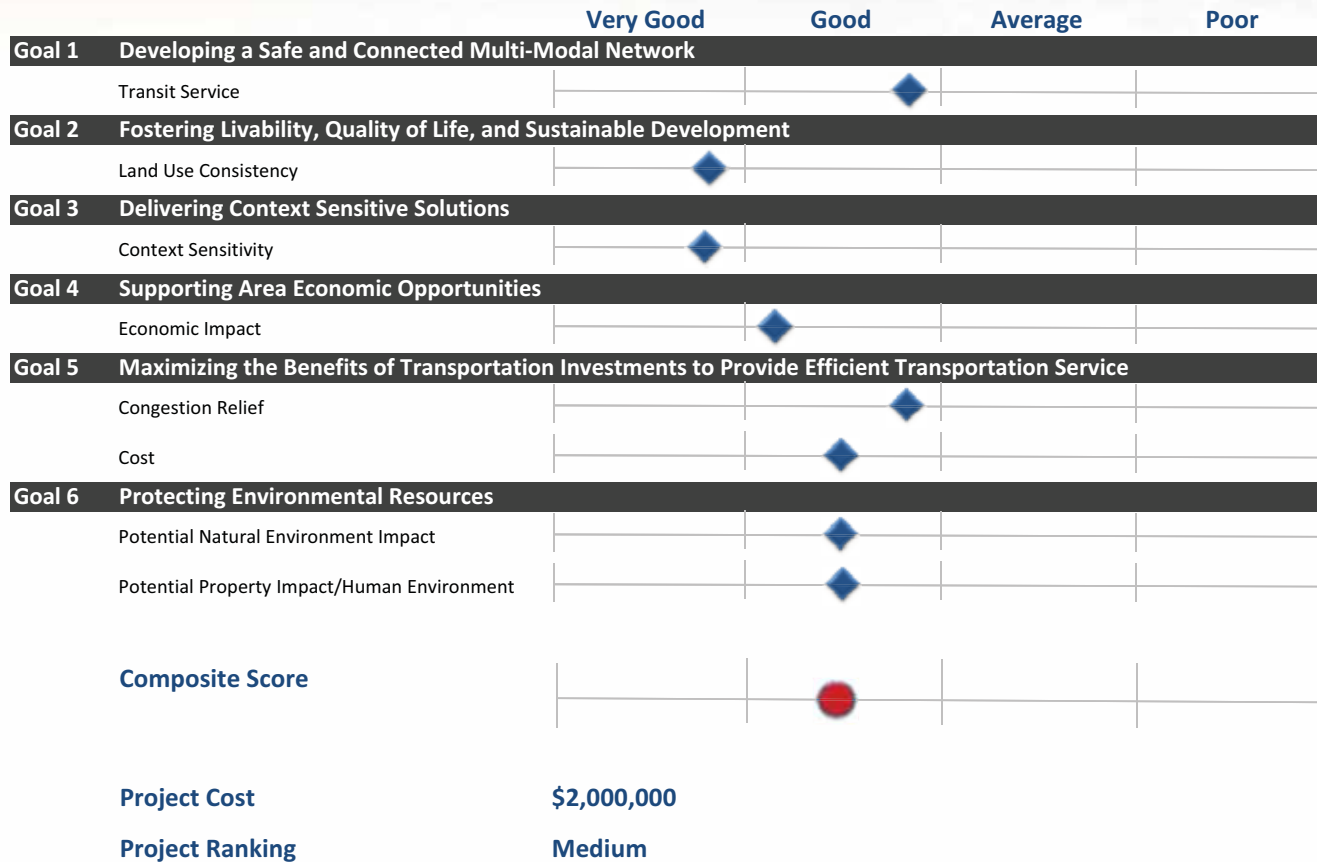 Very Good Good Average Poor
Goal 1 Developing a Safe and Connected Multi-Modal Network
Transit Service
Goal 2 Fostering Livability, Quality of Life, and Sustainable Development
Land Use Consistency
Goal 3 Delivering Context Sensitive Solutions
Context Sensitivity
Goal 4 Supporting Area Economic Opportunities
Economic Impact
Goal 5 Maximizing the Benefits of Transportation Investments to Provide Efficient Transportation Service
Congestion Relief
Cost
Goal 6 Protecting Environmental Resources
Potential Natural Environment Impact
Potential Property Impact/Human Environment
Composite Score
Project Cost $2,000,000
Project Ranking Medium